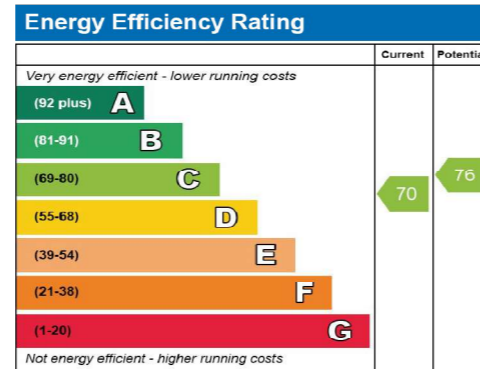 Energy Efficiency Rating
Current Potentia
Very energy efficient - lower running costs
(92 plus) A
(81-91) B
(69-80) C
(55-68) D
(39-54) E
(21-38) F
(1-20) G
70
76
Not energy efficient - higher running costs